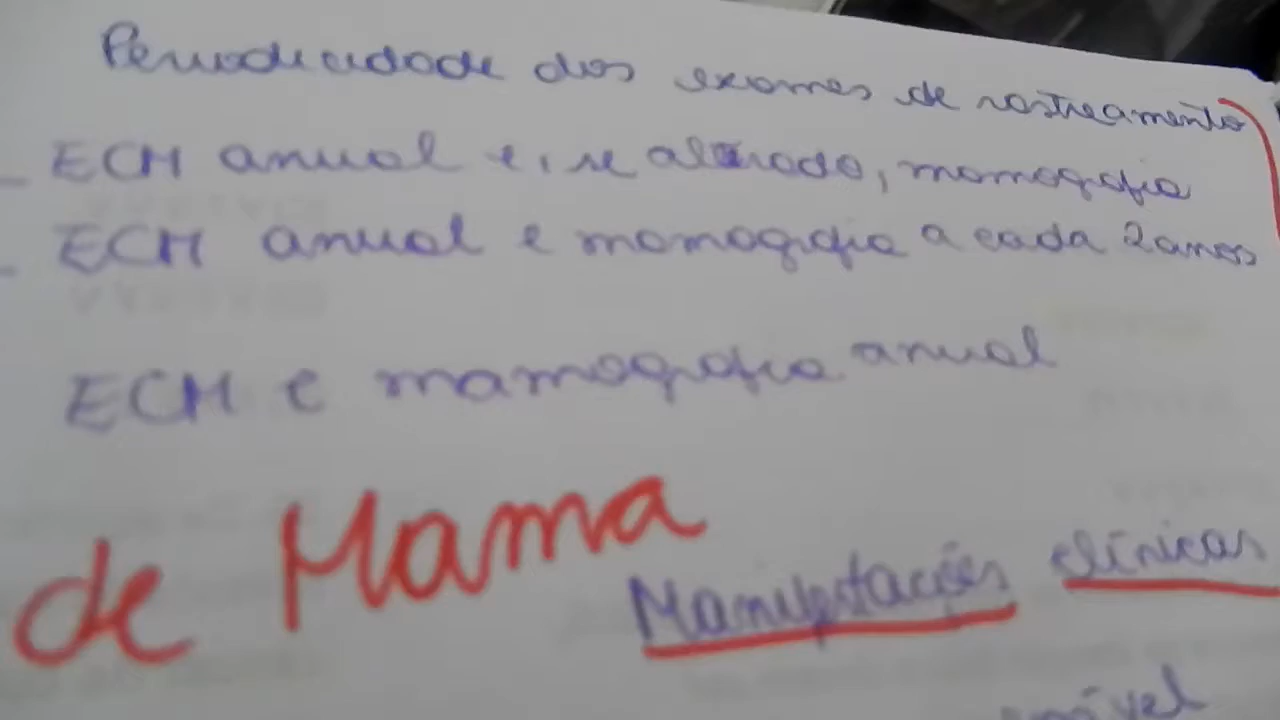 Periodicidade dos exames de rastreamento
- ECM anual e, se alterado, mamografia
- ECM anual e mamografia a cada 2 anos
ECM e mamografia anual
de Mama
Manifestações clínicas